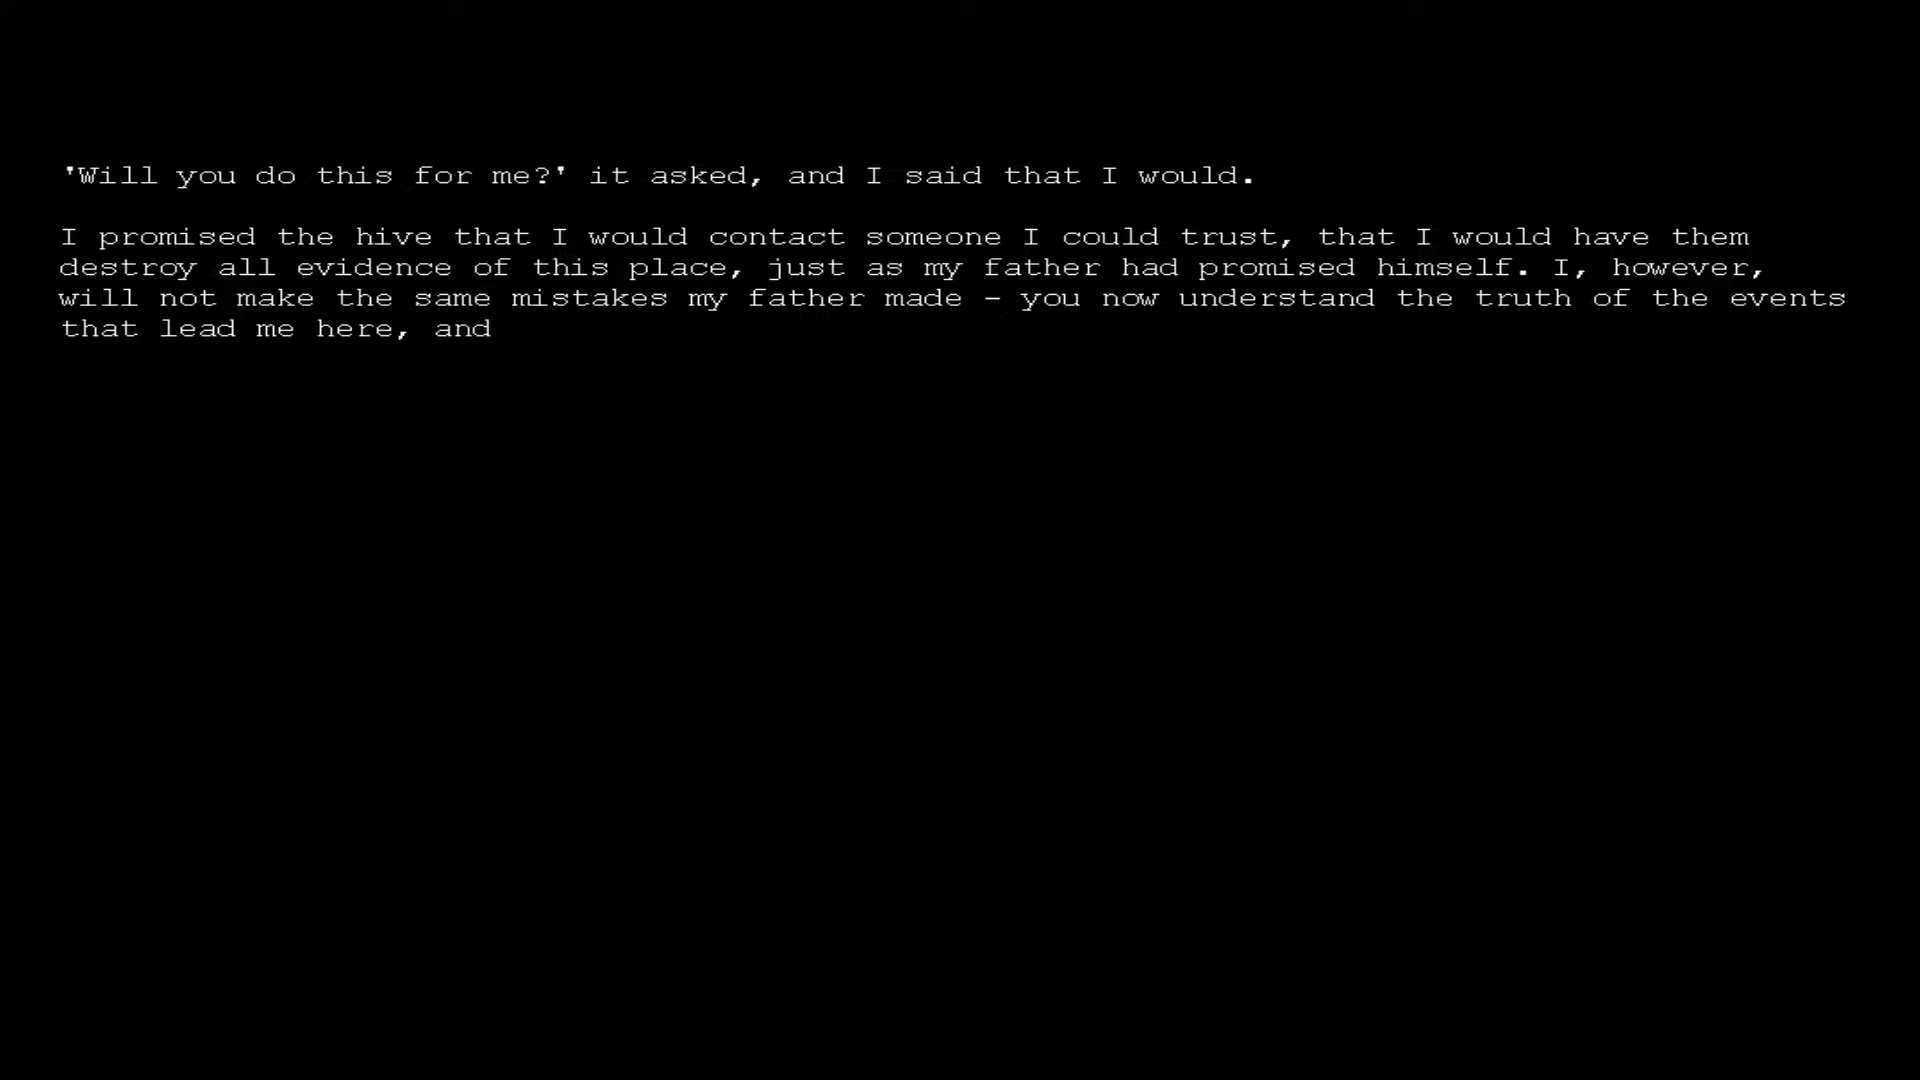 'Will you do this for me?' it asked, and I said that I would.
I promised the hive that I would contact someone I could trust, that I would have them
destroy all evidence of this place, just as my father had promised himself. I, however,
will not make the same mistakes my father made - you now understand the truth of the events
that lead me here, and